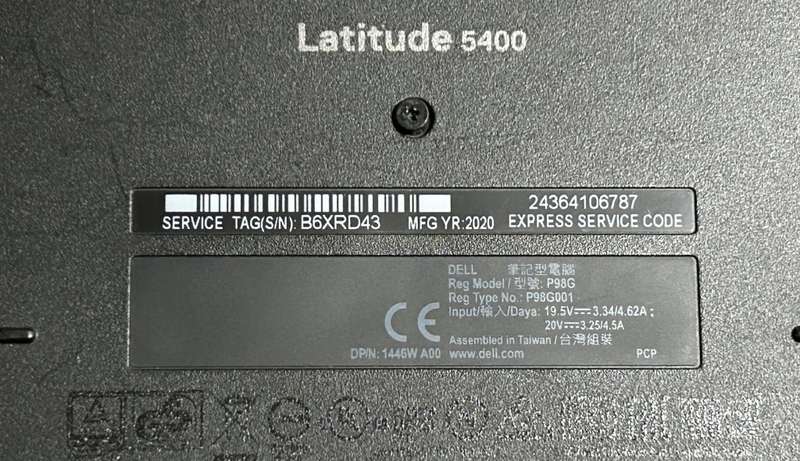 Latitude 5400
24364106787
SERVICE TAG(S/N): B6XRD43 MFG YR:2020 EXPRESS SERVICE CODE
DELL 筆記型電腦
Reg Model / 型號: P98G
Reg Type No.: P98G001
Input/輸入/Daya: 19.5V⎓3.34/4.62A;
20V⎓3.25/4.5A
Assembled in Taiwan / 台灣組裝
CE
DP/N: 1446W A00 www.dell.com PCP